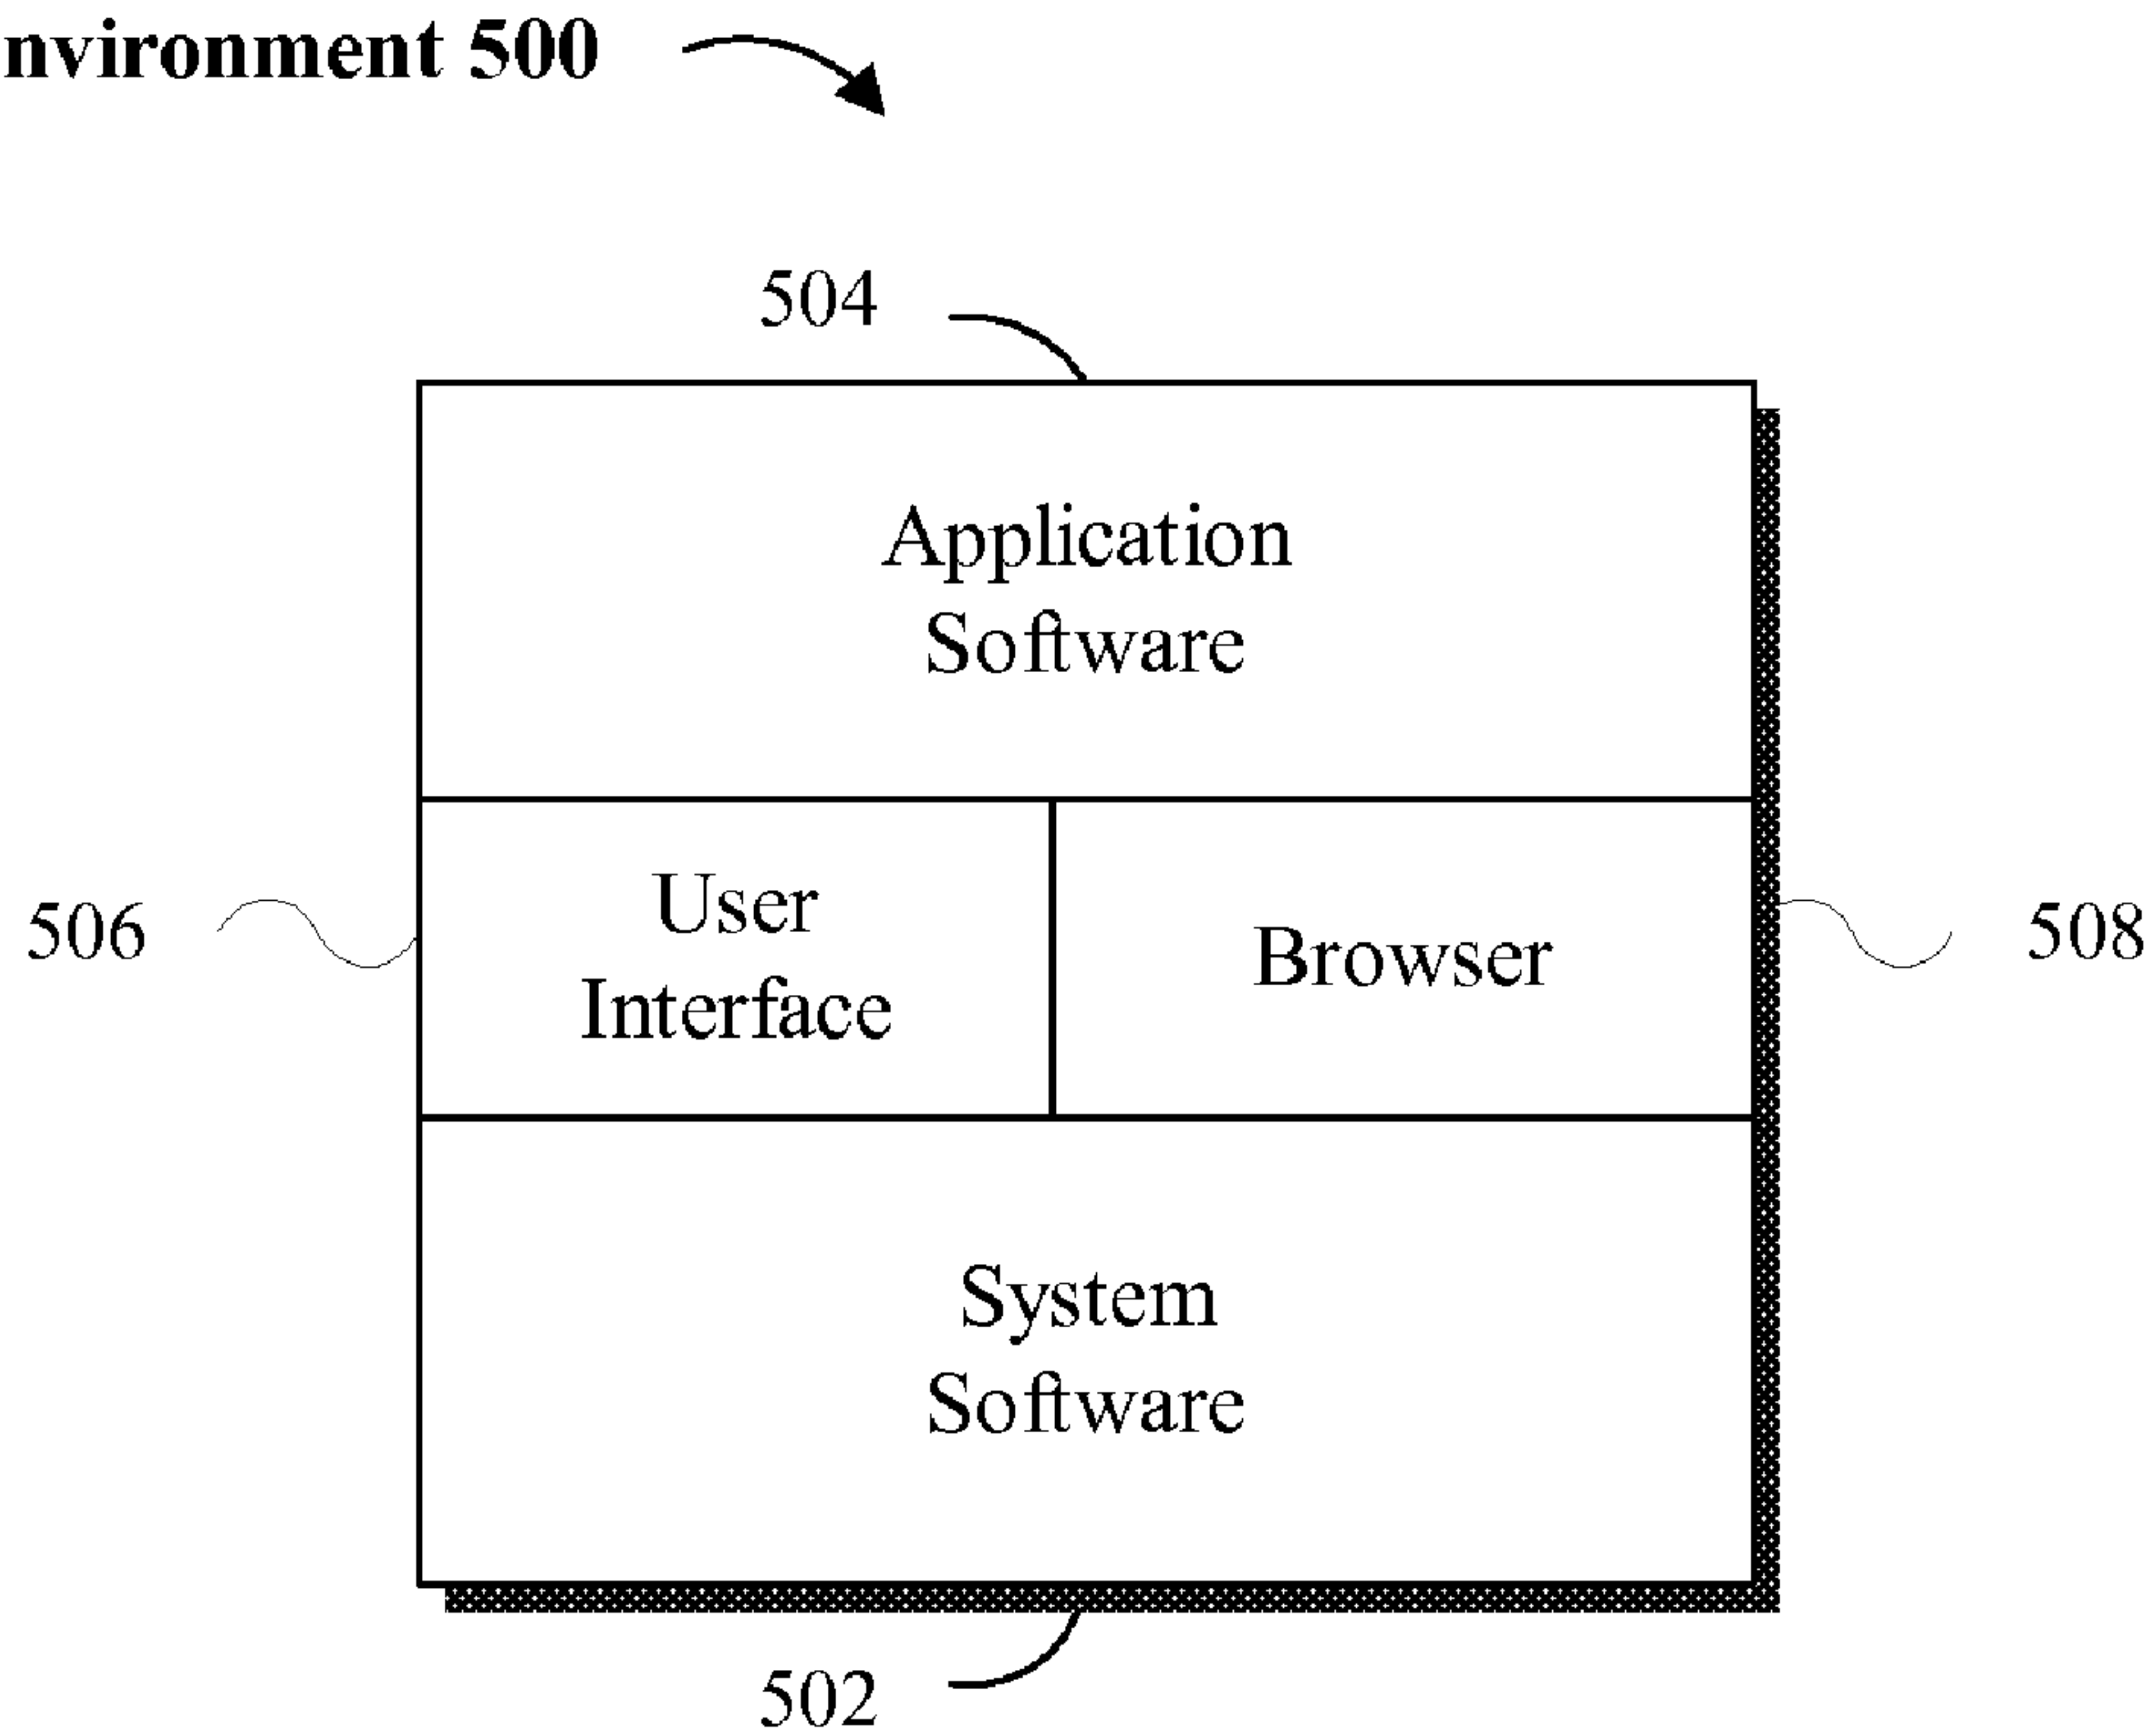 nvironment 500
504
Application
Software
506
User
Interface
Browser
508
System
Software
502